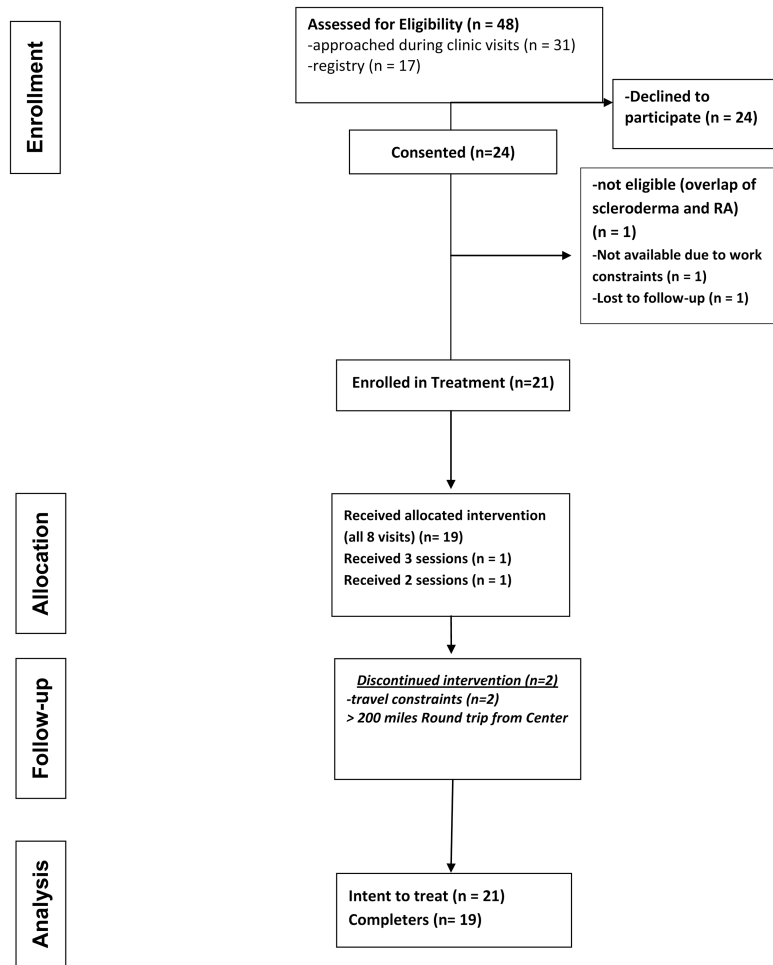 Enrollment
Assessed for Eligibility (n = 48)
-approached during clinic visits (n = 31)
-registry (n = 17)
-Declined to
participate (n = 24)
Consented (n=24)
-not eligible (overlap of
scleroderma and RA)
(n = 1)
-Not available due to work
constraints (n = 1)
-Lost to follow-up (n = 1)
Enrolled in Treatment (n=21)
Allocation
Received allocated intervention
(all 8 visits) (n= 19)
Received 3 sessions (n = 1)
Received 2 sessions (n = 1)
Follow-up
Discontinued intervention (n=2)
-travel constraints (n=2)
> 200 miles Round trip from Center
Analysis
Intent to treat (n = 21)
Completers (n= 19)